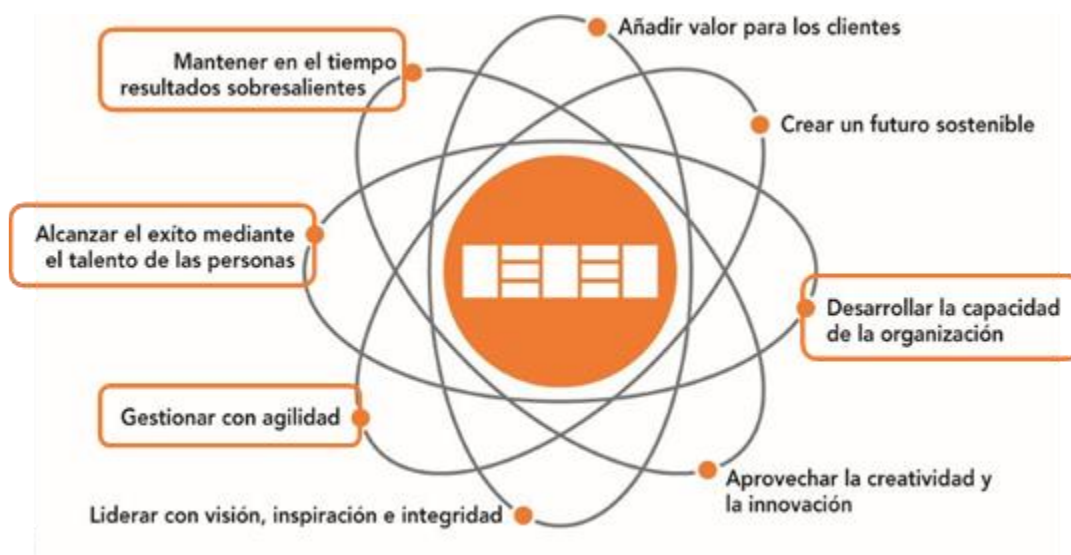 Añadir valor para los clientes
Mantener en el tiempo
resultados sobresalientes
Crear un futuro sostenible
Alcanzar el exíto mediante
el talento de las personas
Desarrollar la capacidad
de la organización
Gestionar con agilidad
Aprovechar la creatividad y
la innovación
Liderar con visión, inspiración e integridad